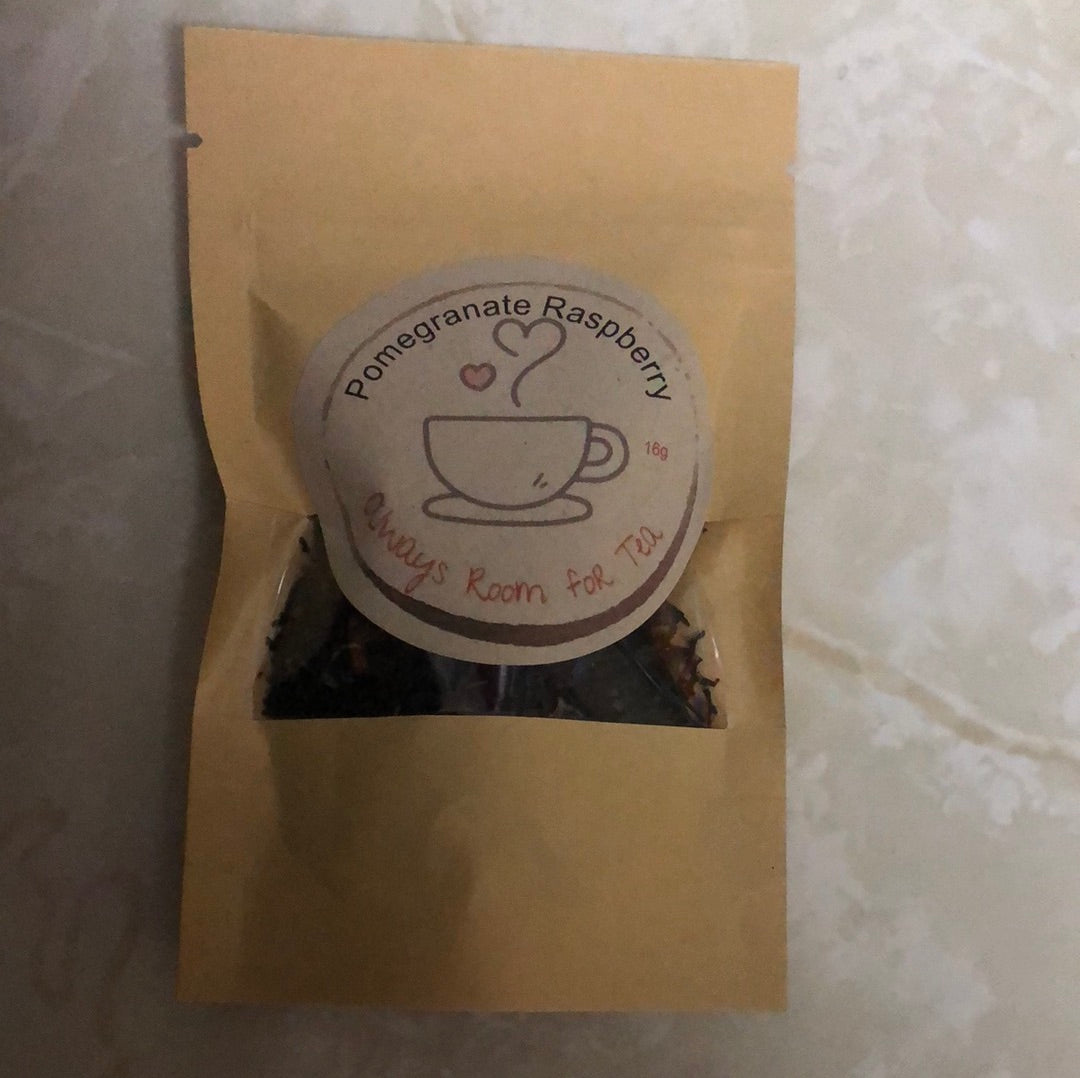 Pomegranate Raspberry
16g
always Room foR Tea